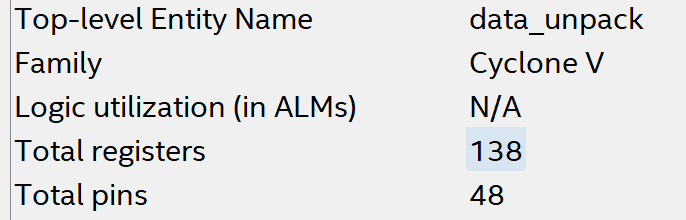 Top-level Entity Name data_unpack
Family Cyclone V
Logic utilization (in ALMs) N/A
Total registers 138
Total pins 48